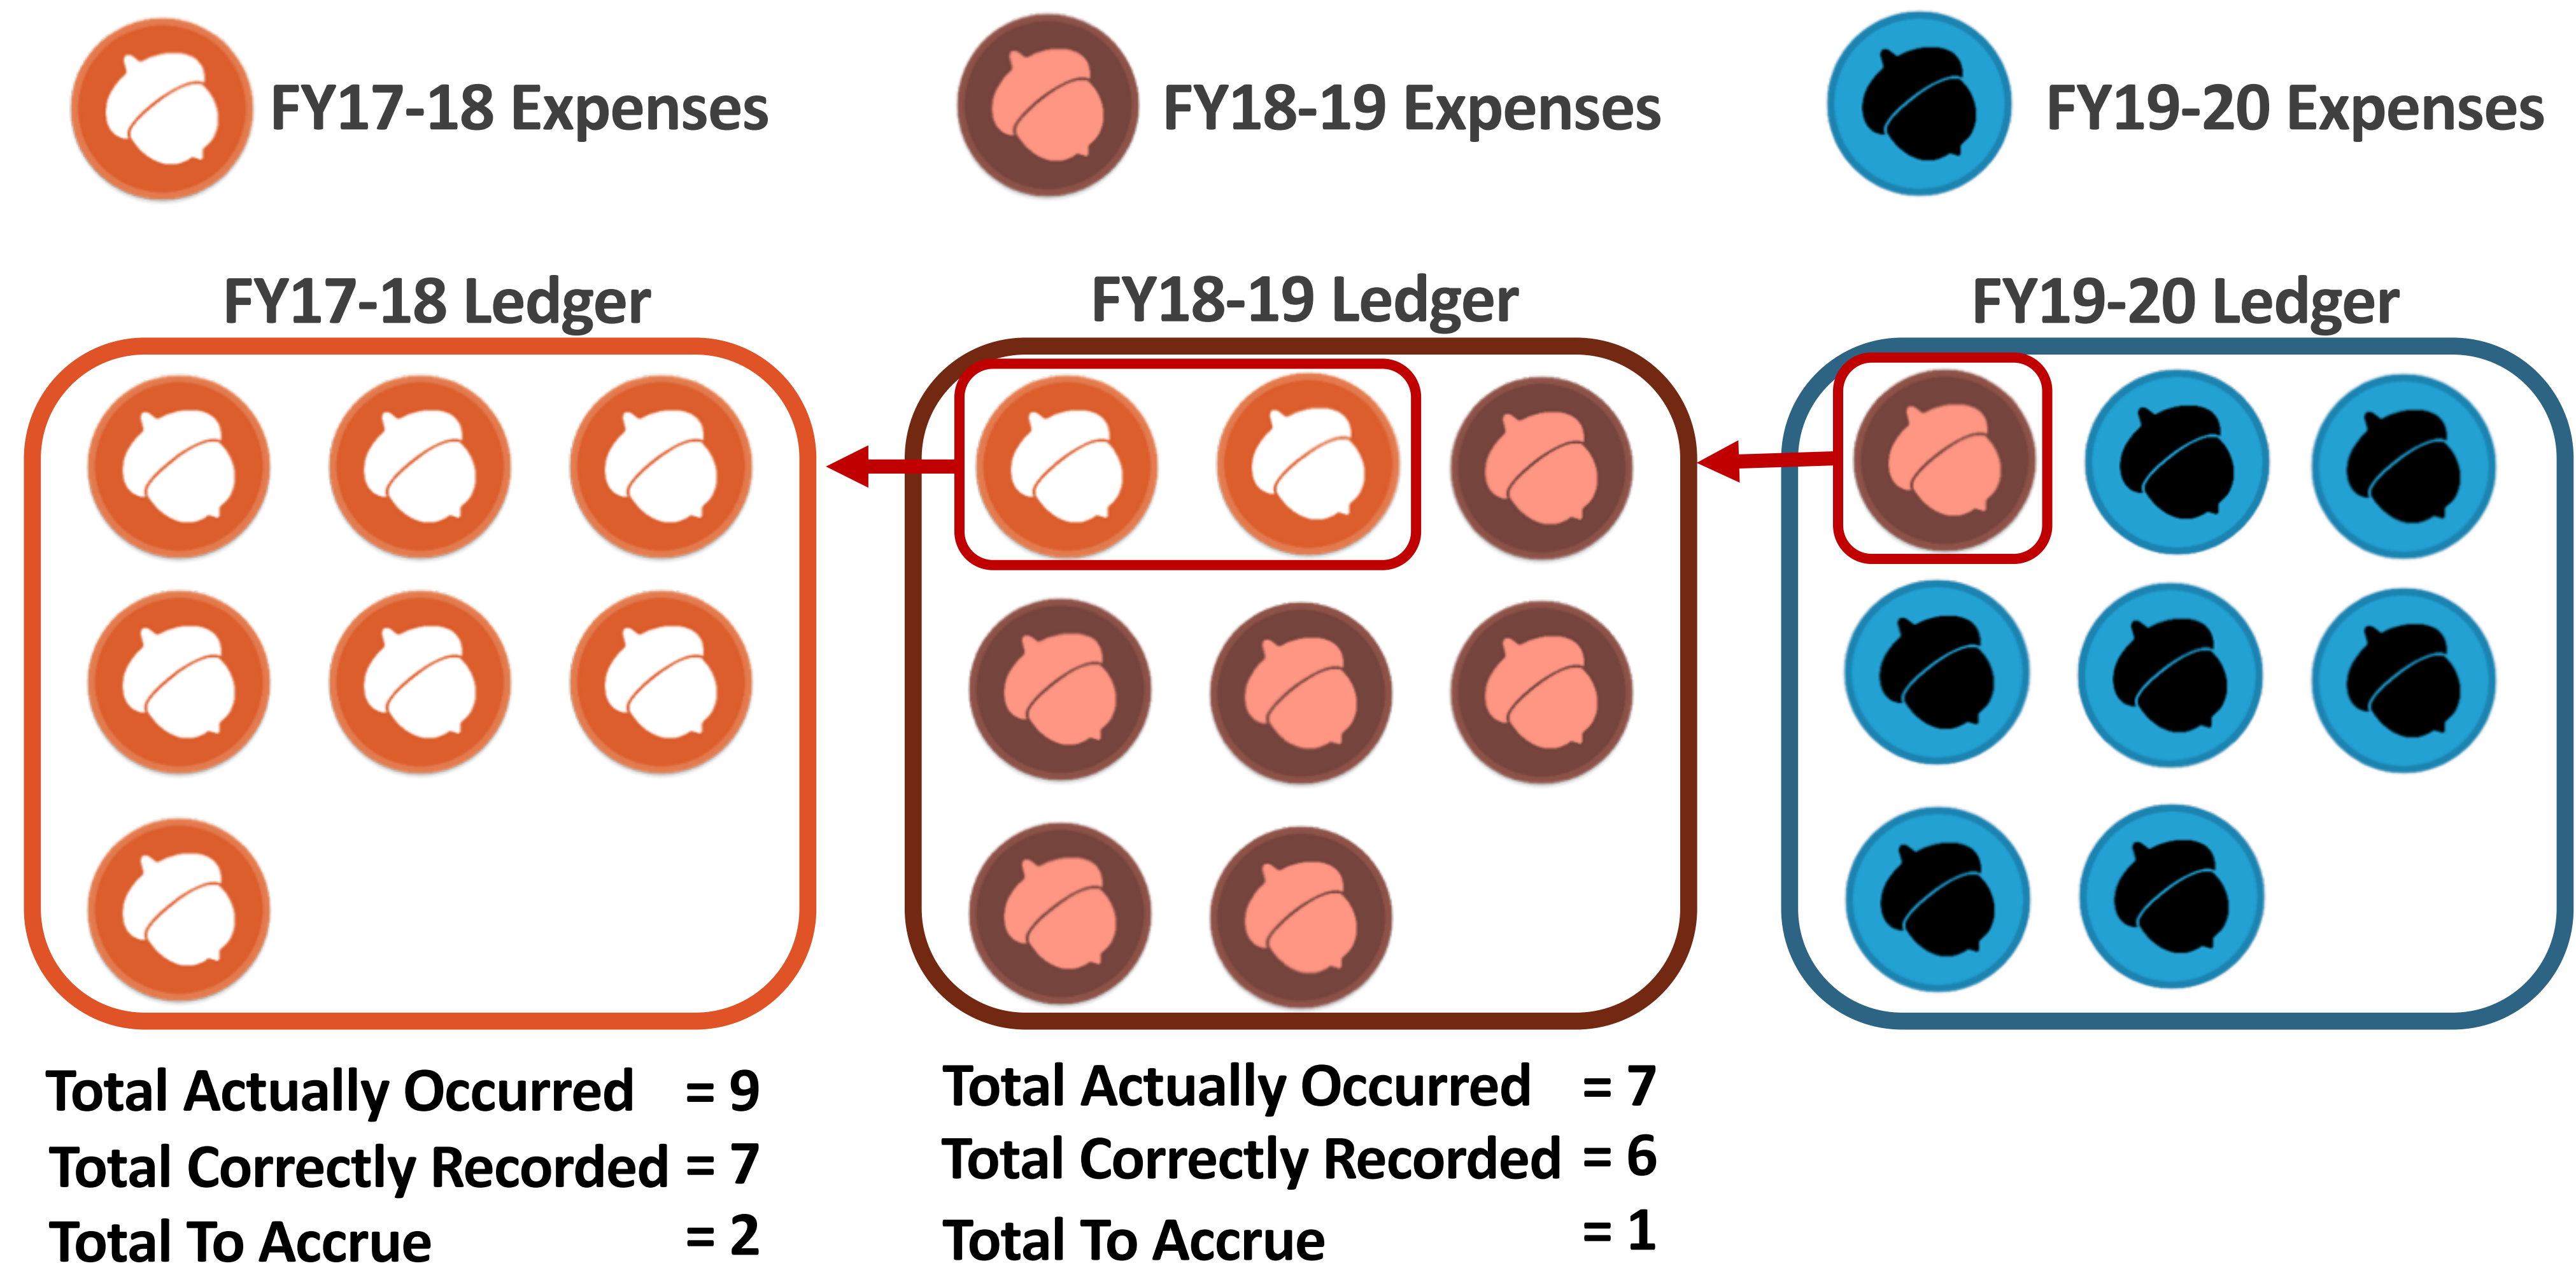 FY17-18 Expenses
FY18-19 Expenses
FY19-20 Expenses
FY17-18 Ledger
FY18-19 Ledger
FY19-20 Ledger
Total Actually Occurred = 9
Total Correctly Recorded = 7
Total To Accrue = 2
Total Actually Occurred = 7
Total Correctly Recorded = 6
Total To Accrue = 1